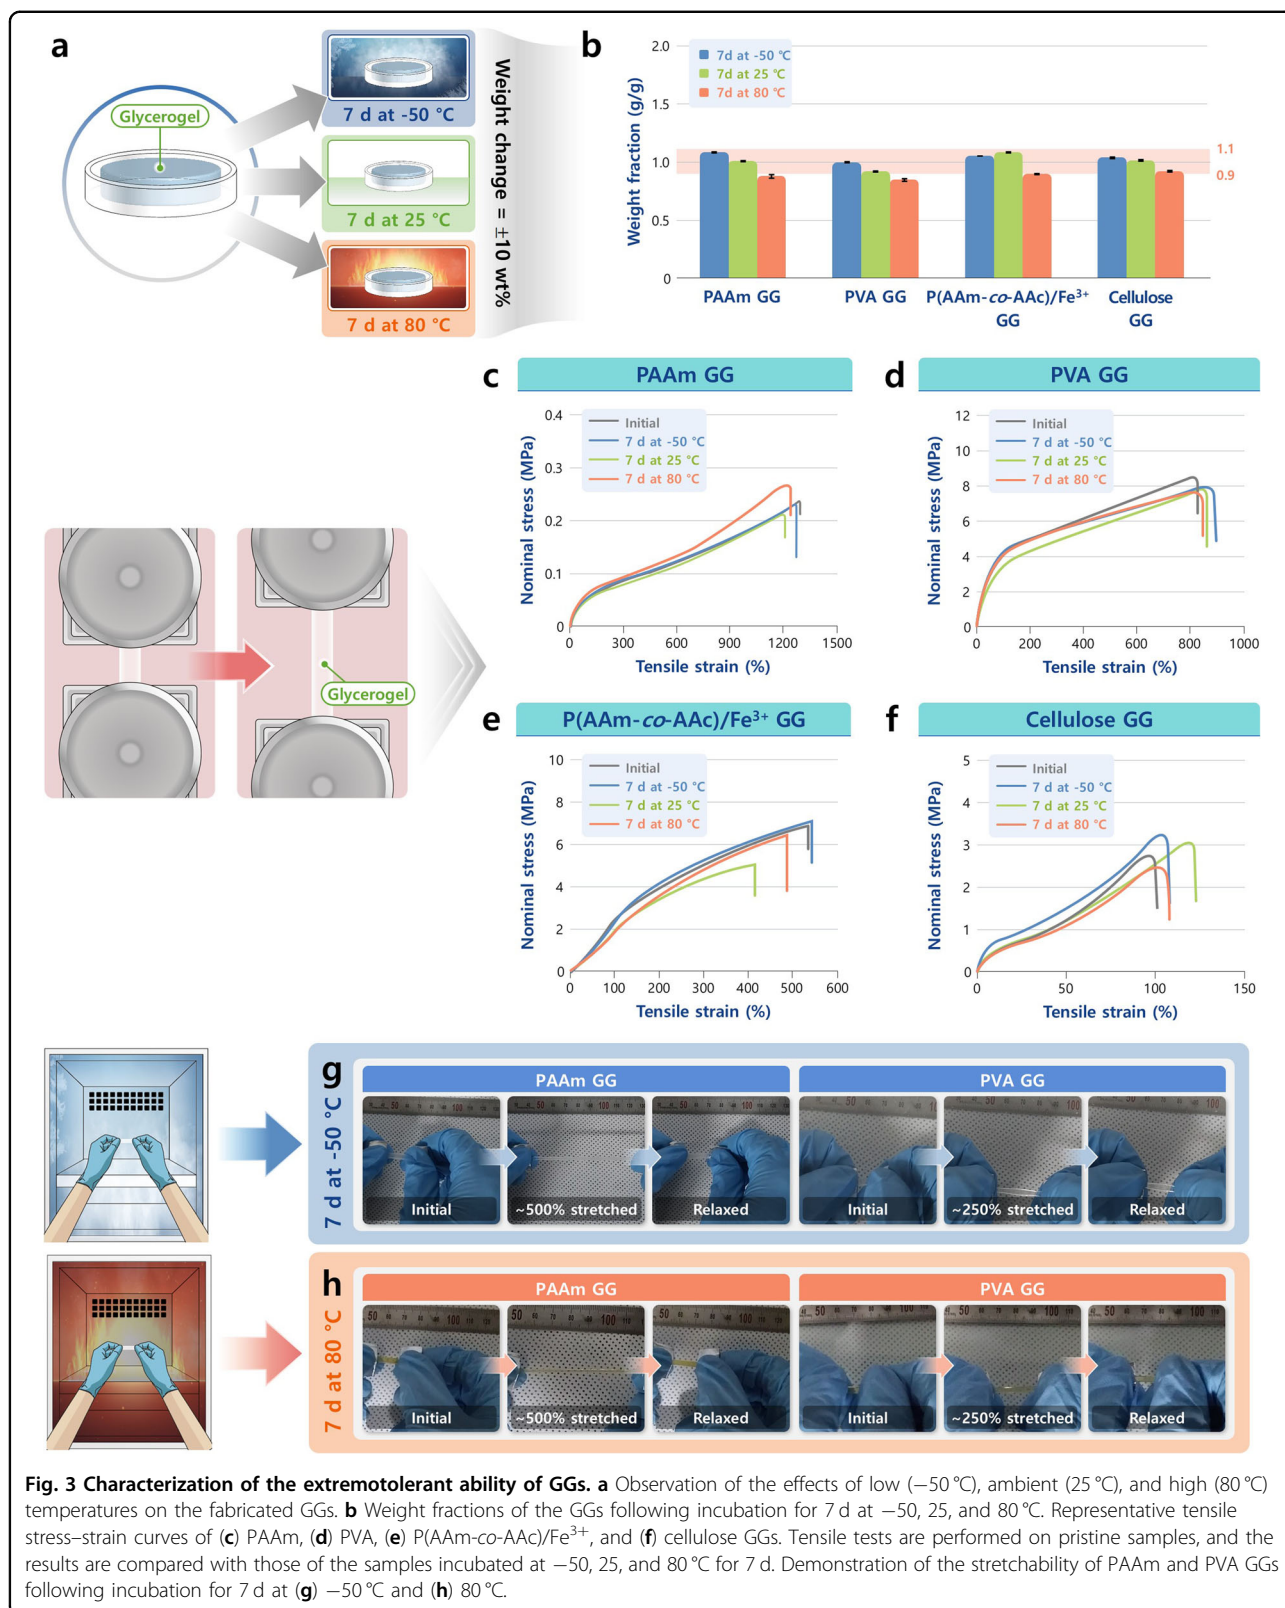 a
Glycerogel
7 d at -50 °C
7 d at 25 °C
7 d at 80 °C
Weight change = ±10 wt%
b
Weight fraction (g/g)
2.0
1.5
1.0
0.5
0
7d at -50 °C
7d at 25 °C
7d at 80 °C
1.1
0.9
PAAm GG
PVA GG
P(AAm-co-AAc)/Fe³⁺
GG
Cellulose
GG
Glycerogel
c
PAAm GG
Nominal stress (MPa)
0.4
0.3
0.2
0.1
0
Initial
7 d at -50 °C
7 d at 25 °C
7 d at 80 °C
0 300 600 900 1200 1500
Tensile strain (%)
d
PVA GG
Nominal stress (MPa)
12
10
8
6
4
2
0
Initial
7 d at -50 °C
7 d at 25 °C
7 d at 80 °C
0 200 400 600 800 1000
Tensile strain (%)
e
P(AAm-co-AAc)/Fe³⁺ GG
Nominal stress (MPa)
10
8
6
4
2
0
Initial
7 d at -50 °C
7 d at 25 °C
7 d at 80 °C
0 100 200 300 400 500 600
Tensile strain (%)
f
Cellulose GG
Nominal stress (MPa)
5
4
3
2
1
0
Initial
7 d at -50 °C
7 d at 25 °C
7 d at 80 °C
0 50 100 150
Tensile strain (%)
g
7 d at -50 °C
PAAm GG
PVA GG
Initial
~500% stretched
Relaxed
Initial
~250% stretched
Relaxed
h
7 d at 80 °C
PAAm GG
PVA GG
Initial
~500% stretched
Relaxed
Initial
~250% stretched
Relaxed
Fig. 3 Characterization of the extremotolerant ability of GGs. a Observation of the effects of low (−50 °C), ambient (25 °C), and high (80 °C)
temperatures on the fabricated GGs. b Weight fractions of the GGs following incubation for 7 d at −50, 25, and 80 °C. Representative tensile
stress–strain curves of (c) PAAm, (d) PVA, (e) P(AAm-co-AAc)/Fe³⁺, and (f) cellulose GGs. Tensile tests are performed on pristine samples, and the
results are compared with those of the samples incubated at −50, 25, and 80 °C for 7 d. Demonstration of the stretchability of PAAm and PVA GGs
following incubation for 7 d at (g) −50 °C and (h) 80 °C.